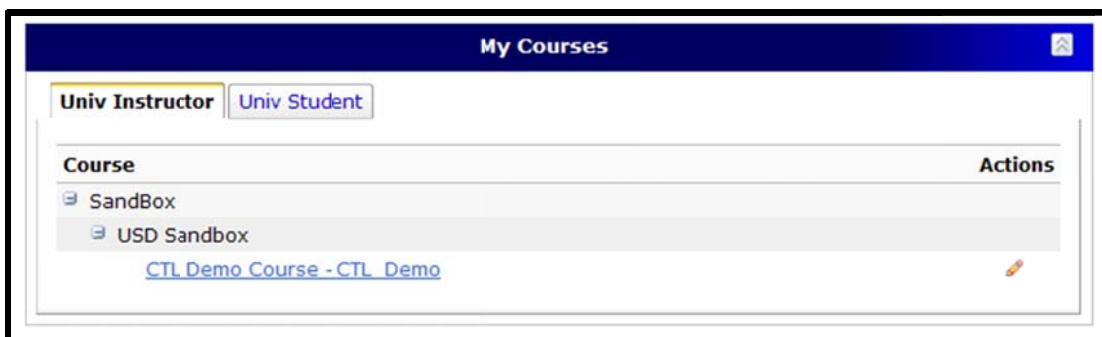 My Courses
Univ Instructor Univ Student
Course Actions
SandBox
USD Sandbox
CTL Demo Course - CTL_Demo